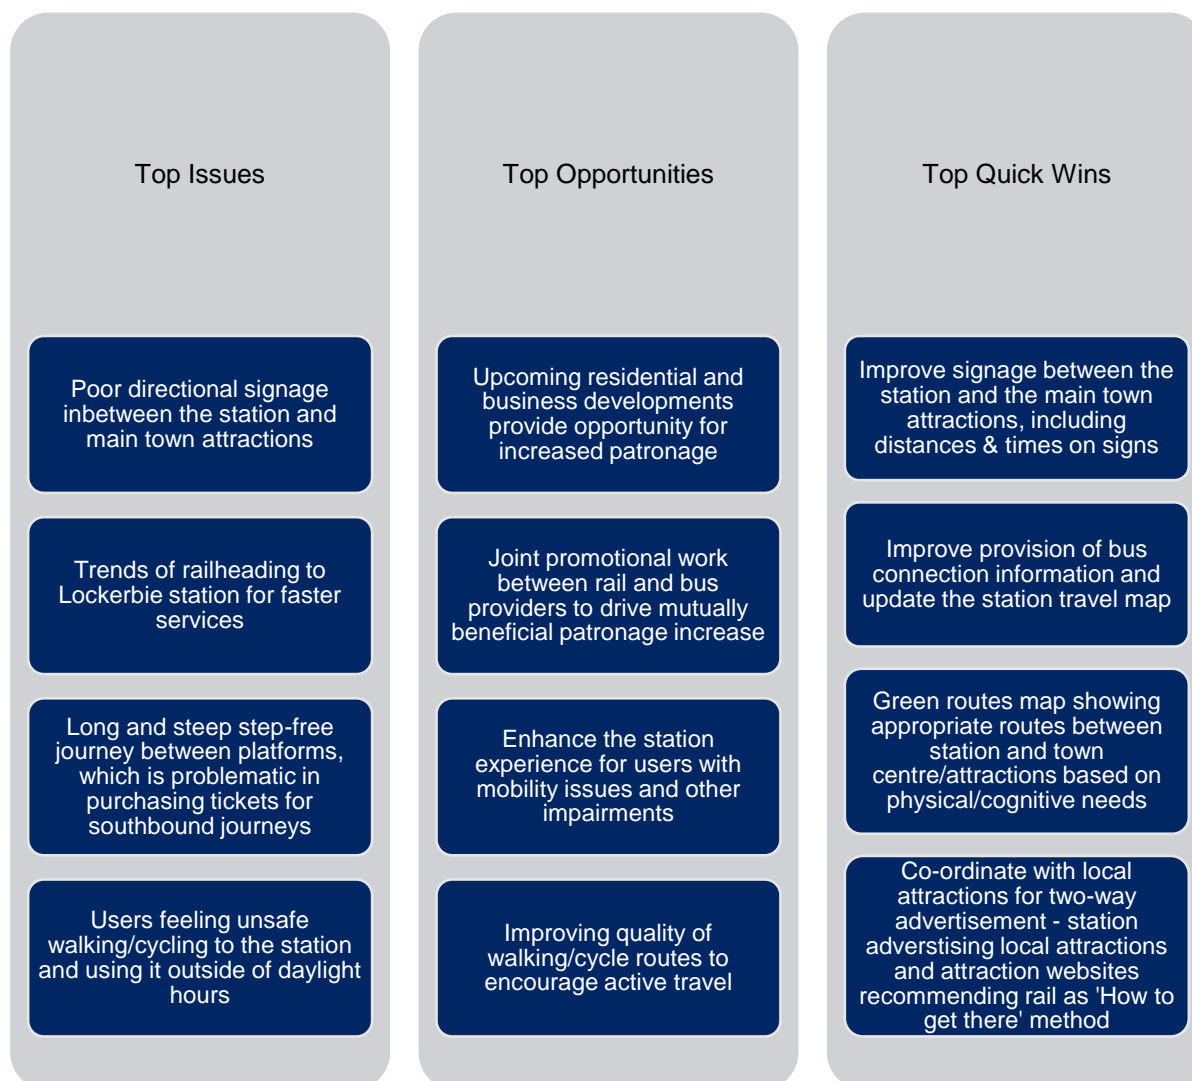 Top Issues
Poor directional signage
inbetween the station and
main town attractions
Trends of railheading to
Lockerbie station for faster
services
Long and steep step-free
journey between platforms,
which is problematic in
purchasing tickets for
southbound journeys
Users feeling unsafe
walking/cycling to the station
and using it outside of daylight
hours
Top Opportunities
Upcoming residential and
business developments
provide opportunity for
increased patronage
Joint promotional work
between rail and bus
providers to drive mutually
beneficial patronage increase
Enhance the station
experience for users with
mobility issues and other
impairments
Improving quality of
walking/cycle routes to
encourage active travel
Top Quick Wins
Improve signage between the
station and the main town
attractions, including
distances & times on signs
Improve provision of bus
connection information and
update the station travel map
Green routes map showing
appropriate routes between
station and town
centre/attractions based on
physical/cognitive needs
Co-ordinate with local
attractions for two-way
advertisement - station
adverstising local attractions
and attraction websites
recommending rail as 'How to
get there' method